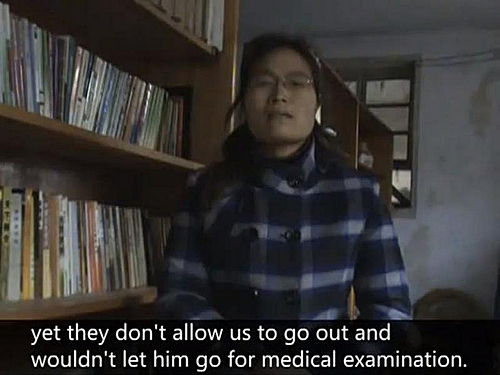 yet they don't allow us to go out and
wouldn't let him go for medical examination.